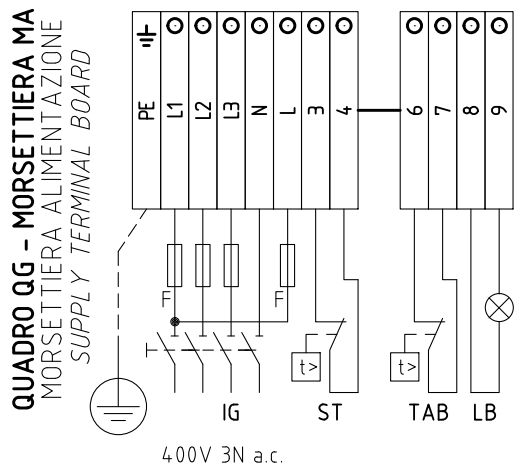 QUADRO QG - MORSETTIERA MA
MORSETTIERA ALIMENTAZIONE
SUPPLY TERMINAL BOARD
PE L1 L2 L3 N L 3 4 6 7 8 9
F F
t> t>
IG ST TAB LB
400V 3N a.c.